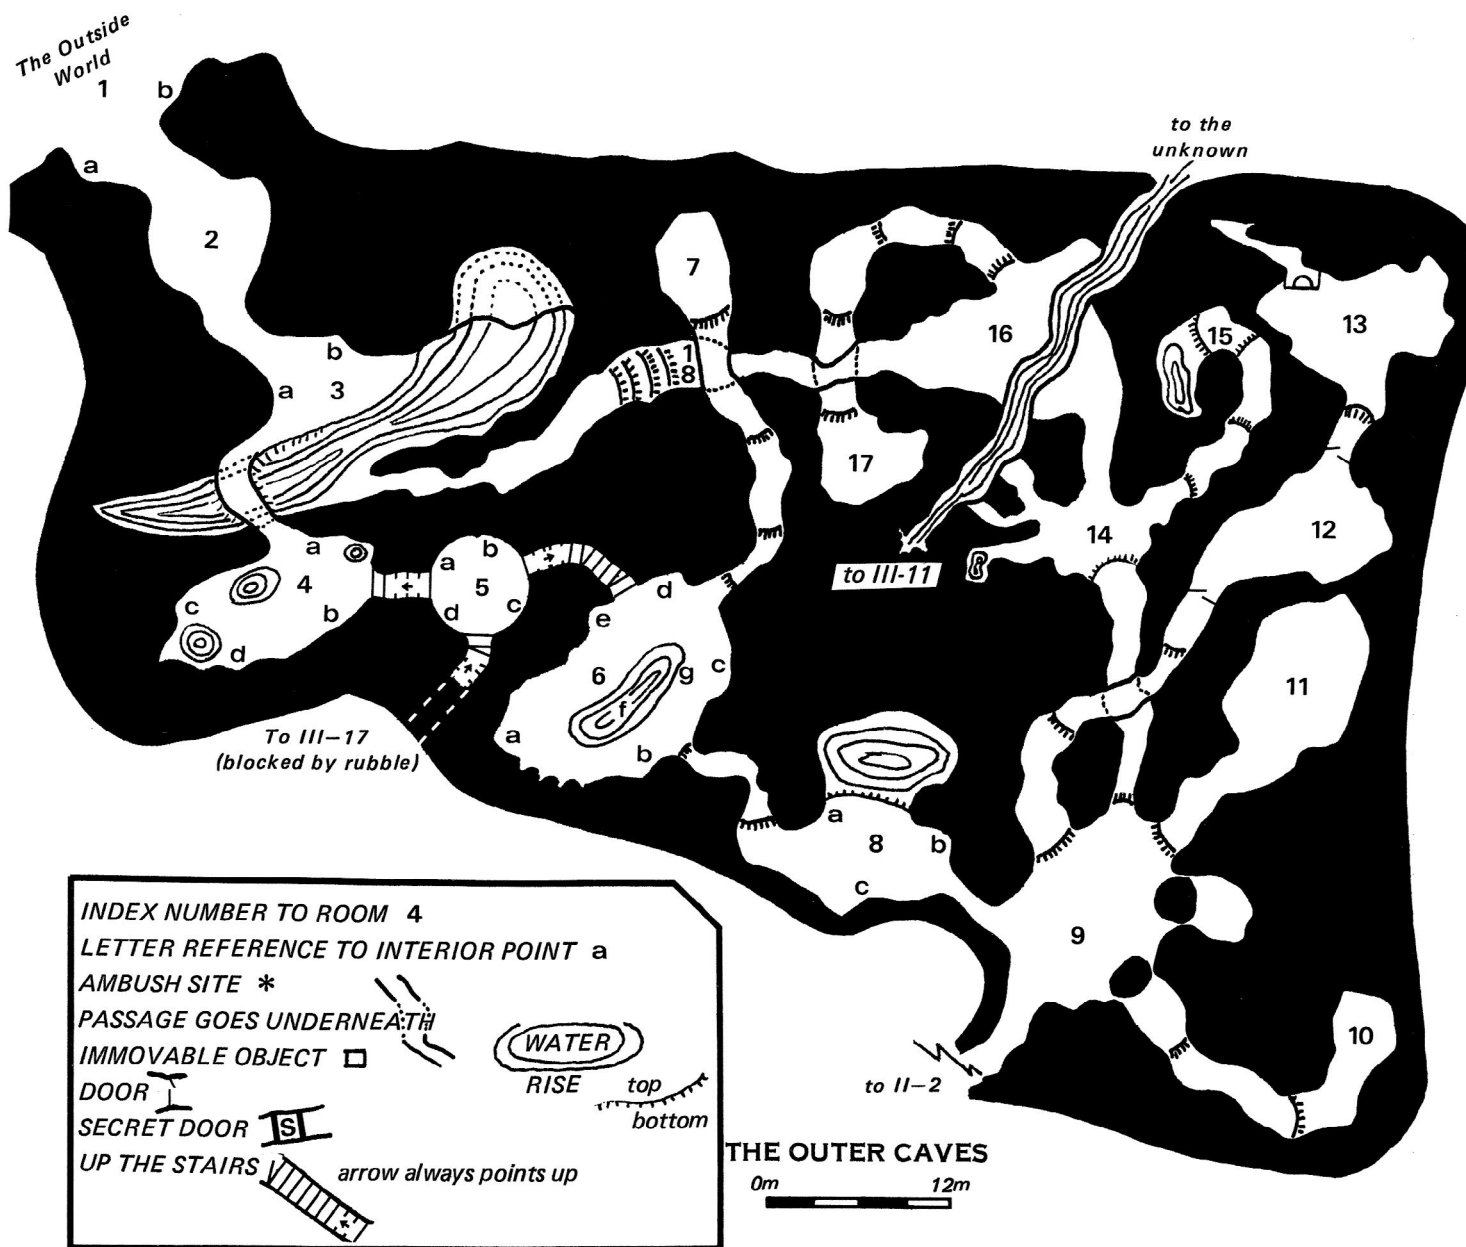 The Outside
World
1
b
a
2
to the
unknown
7
16
13
15
b
a
3
1
8
17
12
14
a
4
c
b
d
a
b
5
d
c
to III-11
d
e
6
g
c
f
a
b
11
To III-17
(blocked by rubble)
a
8
b
c
9
10
to II-2
INDEX NUMBER TO ROOM 4
LETTER REFERENCE TO INTERIOR POINT a
AMBUSH SITE *
PASSAGE GOES UNDERNEATH
IMMOVABLE OBJECT
WATER
RISE
top
bottom
DOOR
SECRET DOOR S
UP THE STAIRS
arrow always points up
THE OUTER CAVES
0m 12m